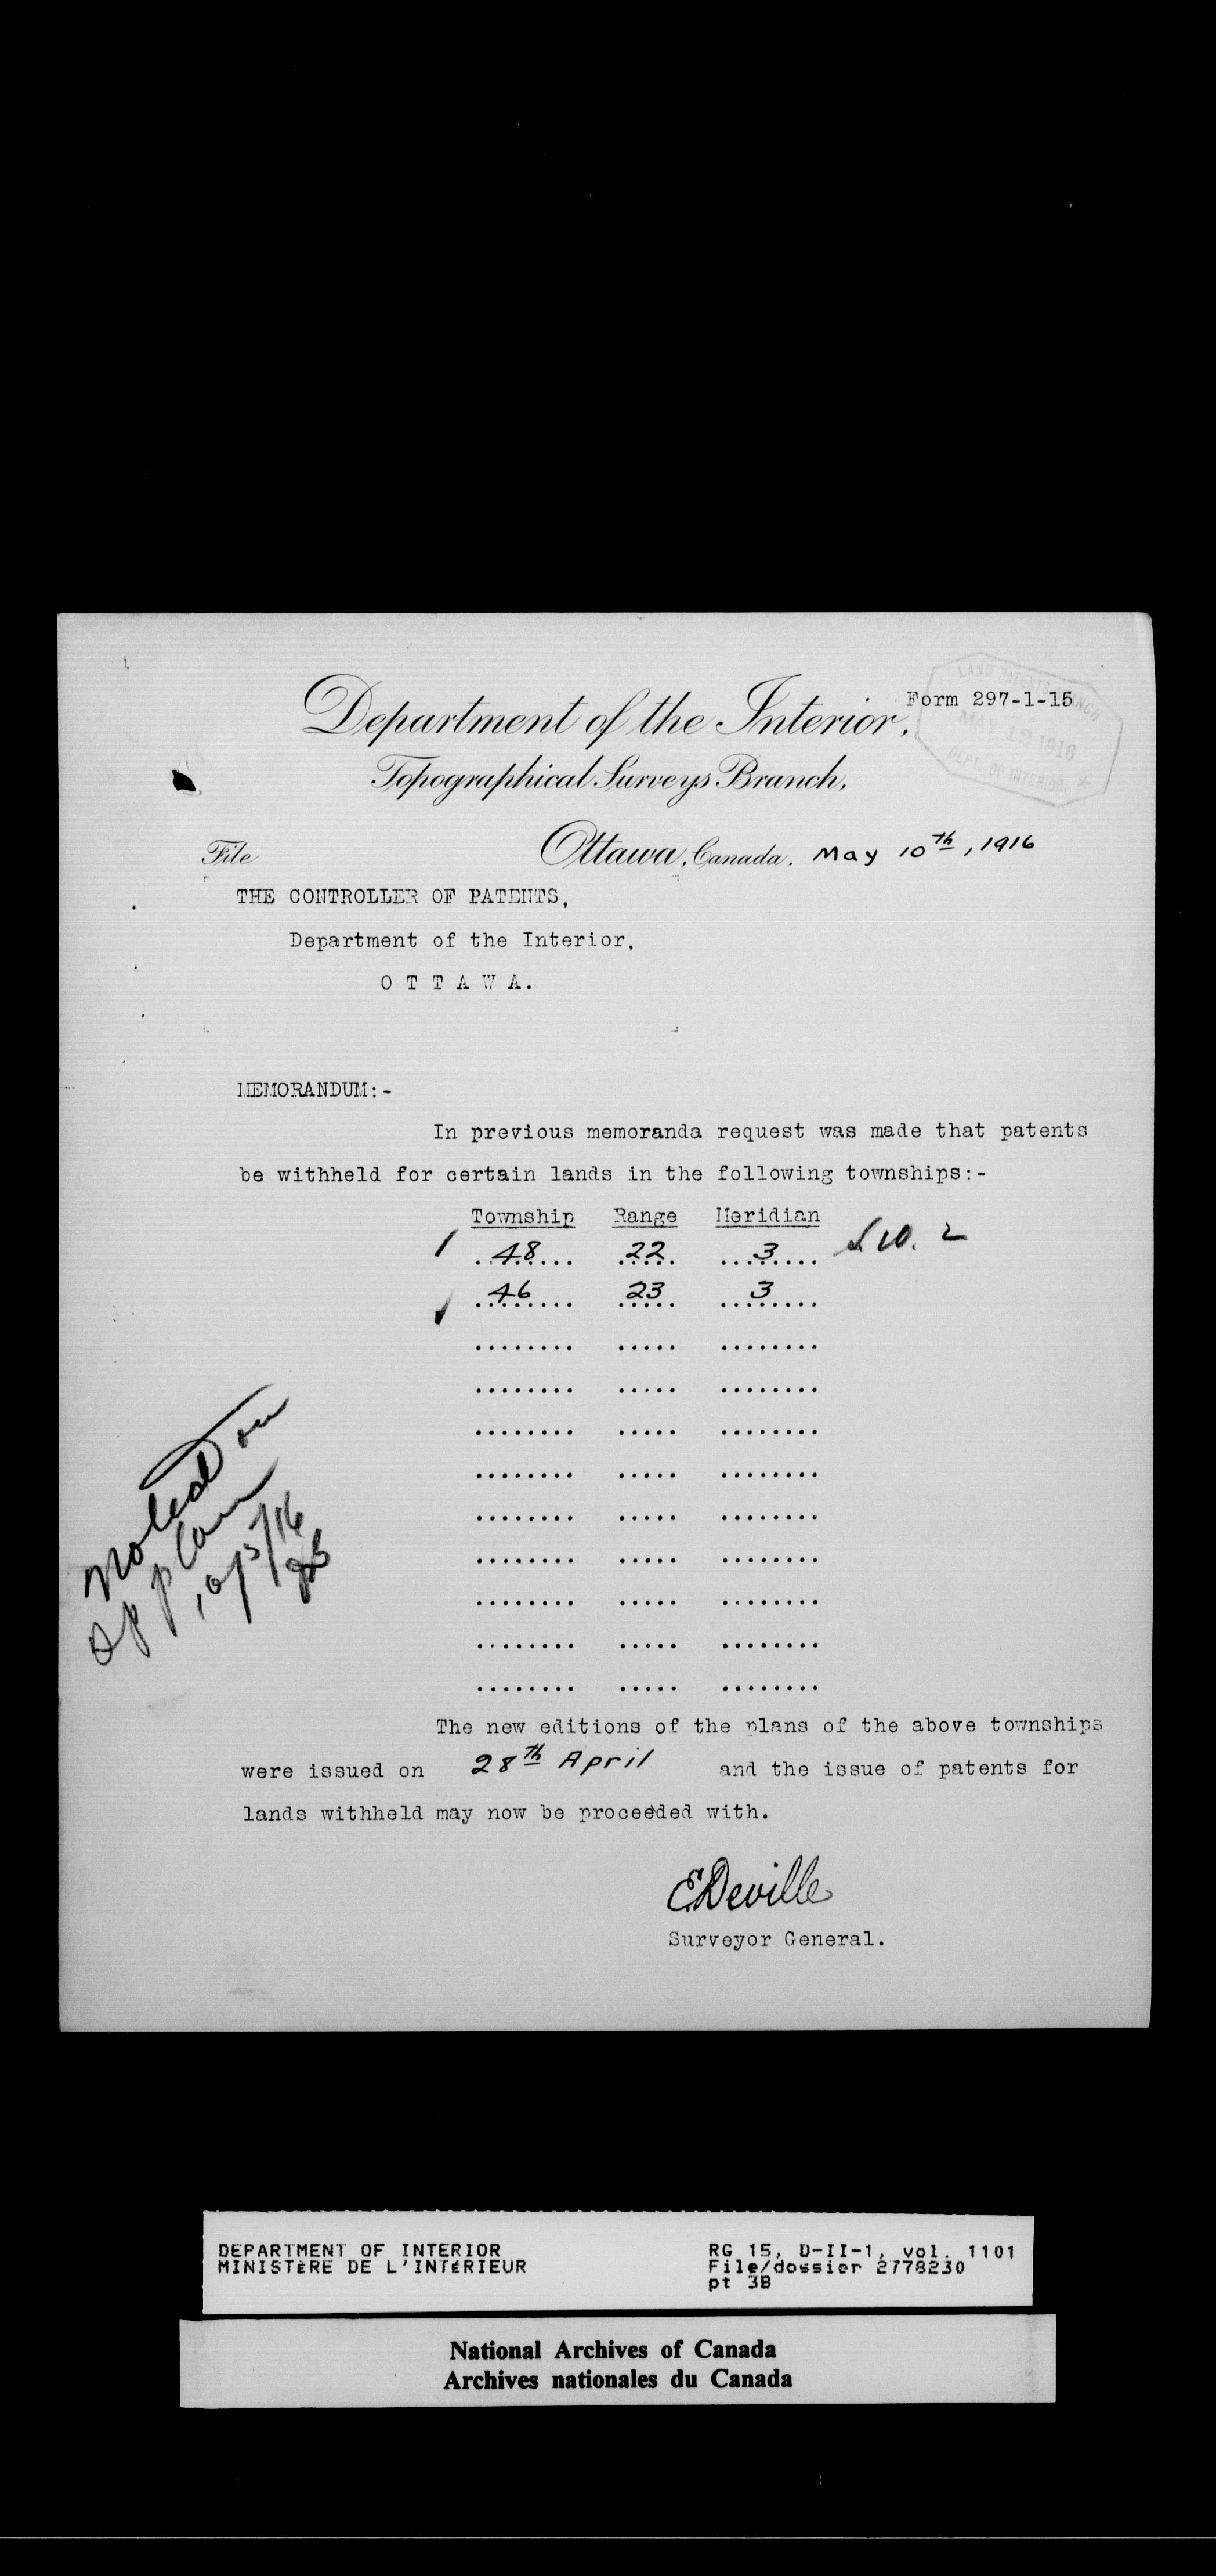 Form 297-1-15
LAND PATENTS BRANCH
MAY 12 1916
DEPT. OF INTERIOR. *
Department of the Interior,
Topographical Surveys Branch,
File
Ottawa, Canada. May 10th, 1916
THE CONTROLLER OF PATENTS,
Department of the Interior,
O T T A W A.
MEMORANDUM:-
In previous memoranda request was made that patents
be withheld for certain lands in the following townships:-
Township Range Meridian
48 22 3
46 23 3
Noted on
plan
10/5/16
The new editions of the plans of the above townships
were issued on 28th April and the issue of patents for
lands withheld may now be proceeded with.
E Deville
Surveyor General.
DEPARTMENT OF INTERIOR RG 15, D-II-1, vol. 1101
MINISTÈRE DE L'INTÉRIEUR File/dossier 2778230
pt 3B
National Archives of Canada
Archives nationales du Canada